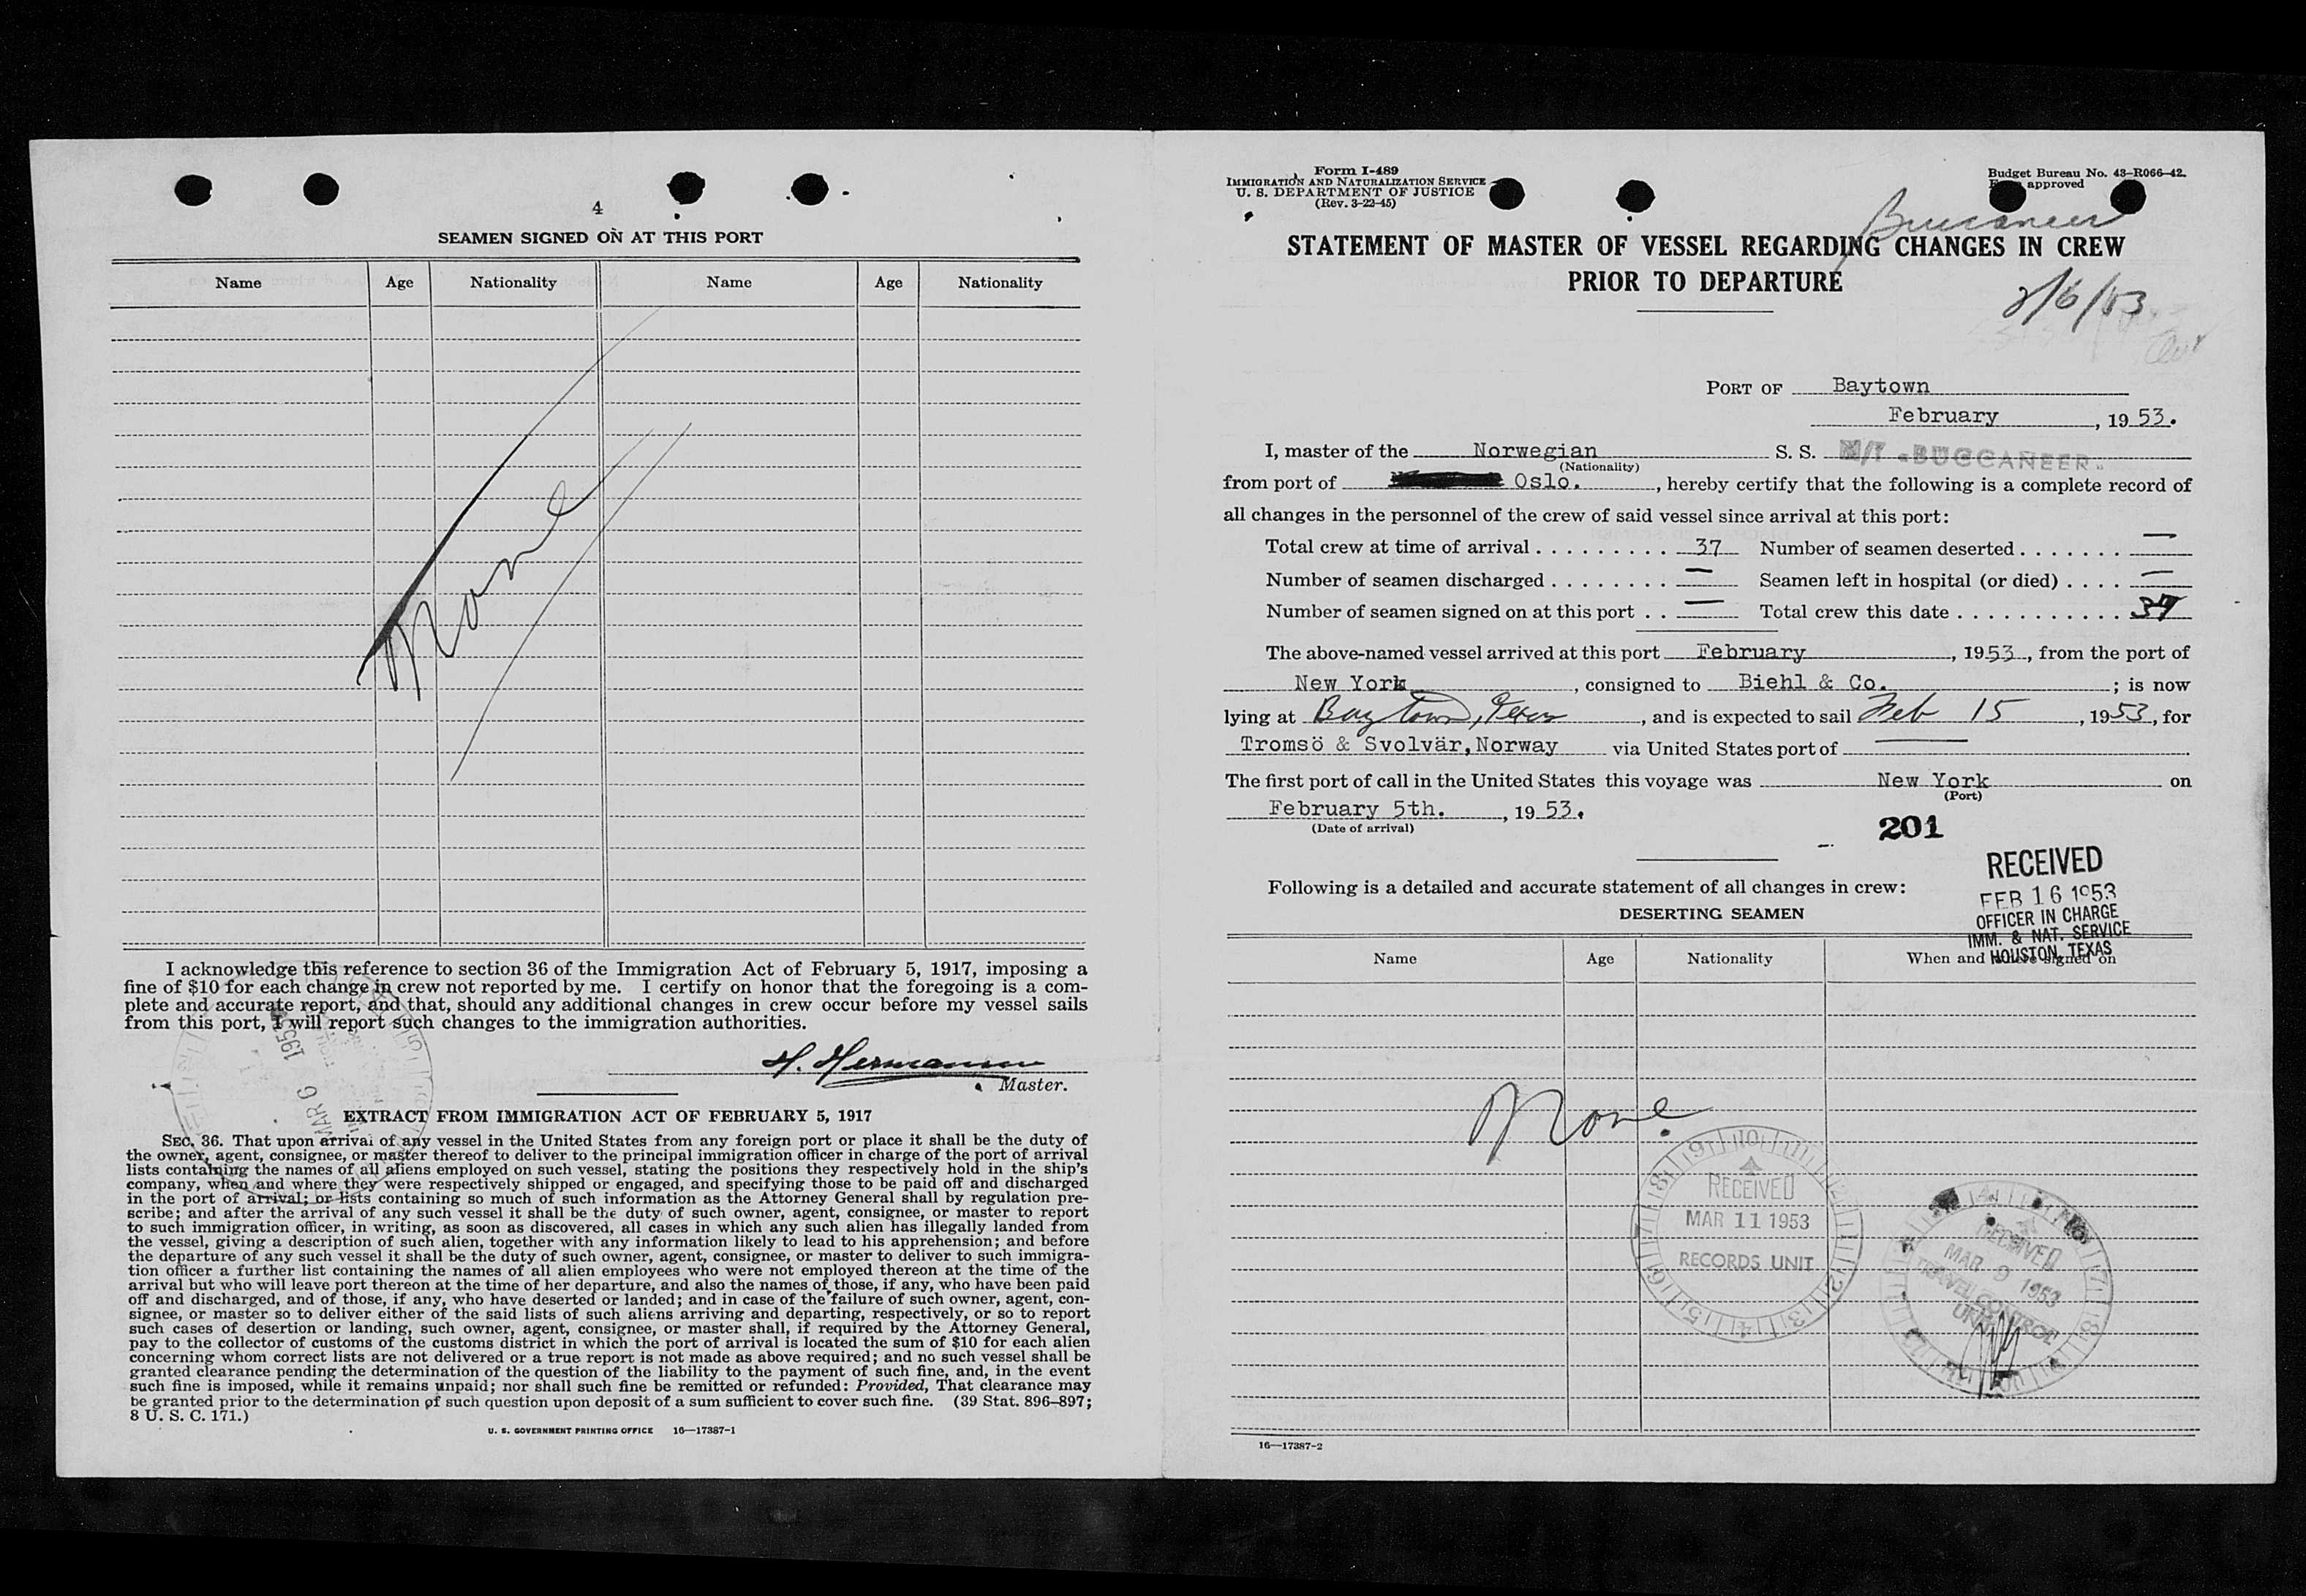 4
SEAMEN SIGNED ON AT THIS PORT
Name Age Nationality Name Age Nationality
None
I acknowledge this reference to section 36 of the Immigration Act of February 5, 1917, imposing a
fine of $10 for each change in crew not reported by me. I certify on honor that the foregoing is a com-
plete and accurate report, and that, should any additional changes in crew occur before my vessel sails
from this port, I will report such changes to the immigration authorities.
MAR 6
H. Hermansen
Master.
EXTRACT FROM IMMIGRATION ACT OF FEBRUARY 5, 1917
SEC. 36. That upon arrival of any vessel in the United States from any foreign port or place it shall be the duty of
the owner, agent, consignee, or master thereof to deliver to the principal immigration officer in charge of the port of arrival
lists containing the names of all aliens employed on such vessel, stating the positions they respectively hold in the ship's
company, when and where they were respectively shipped or engaged, and specifying those to be paid off and discharged
in the port of arrival; or lists containing so much of such information as the Attorney General shall by regulation pre-
scribe; and after the arrival of any such vessel it shall be the duty of such owner, agent, consignee, or master to report
to such immigration officer, in writing, as soon as discovered, all cases in which any such alien has illegally landed from
the vessel, giving a description of such alien, together with any information likely to lead to his apprehension; and before
the departure of any such vessel it shall be the duty of such owner, agent, consignee, or master to deliver to such immigra-
tion officer a further list containing the names of all alien employees who were not employed thereon at the time of the
arrival but who will leave port thereon at the time of her departure, and also the names of those, if any, who have been paid
off and discharged, and of those, if any, who have deserted or landed; and in case of the failure of such owner, agent, con-
signee, or master so to deliver either of the said lists of such aliens arriving and departing, respectively, or so to report
such cases of desertion or landing, such owner, agent, consignee, or master shall, if required by the Attorney General,
pay to the collector of customs of the customs district in which the port of arrival is located the sum of $10 for each alien
concerning whom correct lists are not delivered or a true report is not made as above required; and no such vessel shall be
granted clearance pending the determination of the question of the liability to the payment of such fine, and, in the event
such fine is imposed, while it remains unpaid; nor shall such fine be remitted or refunded: Provided, That clearance may
be granted prior to the determination of such question upon deposit of a sum sufficient to cover such fine. (39 Stat. 896–897;
8 U. S. C. 171.)
U. S. GOVERNMENT PRINTING OFFICE 16—17387-1
Form I-489
IMMIGRATION AND NATURALIZATION SERVICE
U. S. DEPARTMENT OF JUSTICE
(Rev. 3-22-45)
Budget Bureau No. 43-R066-42.
approved
Buccaneer
STATEMENT OF MASTER OF VESSEL REGARDING CHANGES IN CREW
PRIOR TO DEPARTURE
2/6/53
PORT OF Baytown
February, 1953.
I, master of the Norwegian S. S. M/T «BUCCANEER»
(Nationality)
from port of Oslo., hereby certify that the following is a complete record of
all changes in the personnel of the crew of said vessel since arrival at this port:
Total crew at time of arrival . . . . . . . . . 37 Number of seamen deserted . . . . . . . —
Number of seamen discharged . . . . . . . . — Seamen left in hospital (or died) . . . . —
Number of seamen signed on at this port . . — Total crew this date . . . . . . . . . . . 37
The above-named vessel arrived at this port February, 1953, from the port of
New York, consigned to Biehl & Co.; is now
lying at Baytown, Texas, and is expected to sail Feb 15, 1953, for
Tromsö & Svolvär, Norway via United States port of —
The first port of call in the United States this voyage was New York on
(Port)
February 5th., 1953.
(Date of arrival)
201
RECEIVED
FEB 16 1953
OFFICER IN CHARGE
IMM. & NAT. SERVICE
HOUSTON, TEXAS
Following is a detailed and accurate statement of all changes in crew:
DESERTING SEAMEN
Name Age Nationality When and where signed on
None
RECEIVED
MAR 11 1953
RECORDS UNIT
RECEIVED
MAR 9 1953
TRAVEL CONTROL
UNIT
16—17387-2